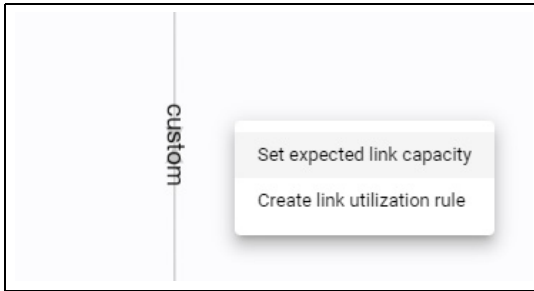 custom
Set expected link capacity
Create link utilization rule